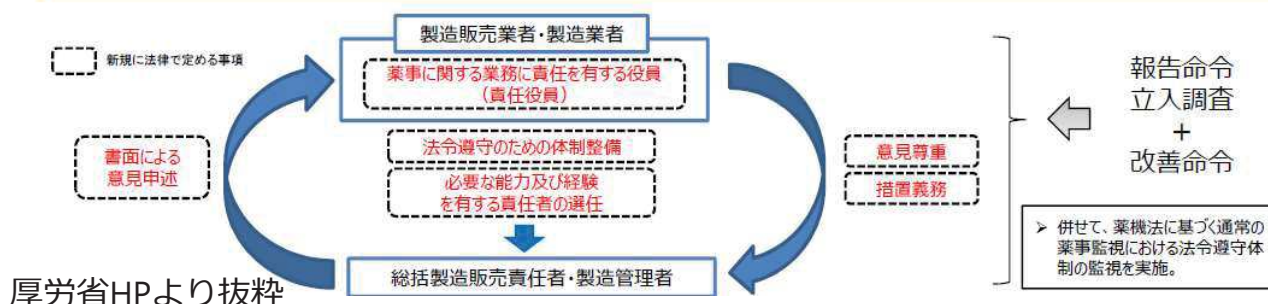 製造販売業者・製造業者
新規に法律で定める事項
薬事に関する業務に責任を有する役員
(責任役員)
報告命令
立入調査
+
改善命令
法令遵守のための体制整備
書面による
意見申述
意見尊重
必要な能力及び経験
を有する責任者の選任
措置義務
➢ 併せて、薬機法に基づく通常の
薬事監視における法令遵守体
制の監視を実施。
総括製造販売責任者・製造管理者
厚労省HPより抜粋